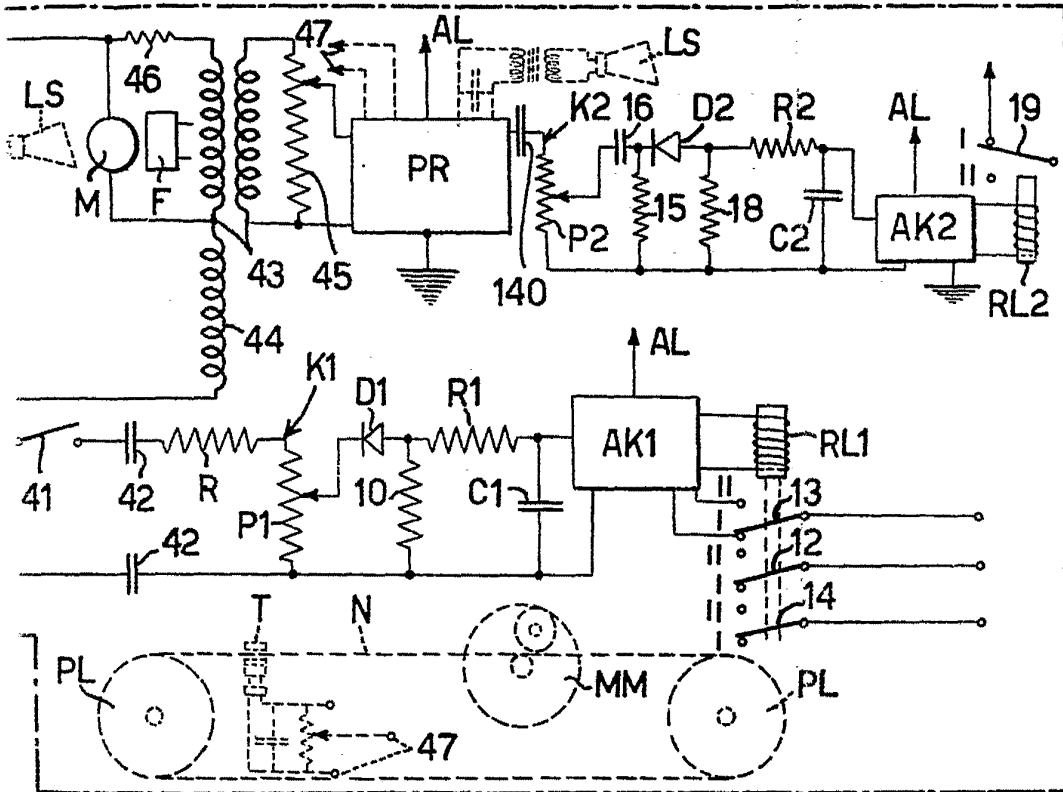 47 AL LS
46 LS K2 16 D2 R2 AL 19
I
II
M F PR 15 18 C2 AK2
P2
43 45 140 RL2
44
K1 AL
D1 R1
AK1 RL1
41 42 R 10 C1 II 13
P1 I
42 II 12
I
T N II 14
I
PL MM PL
47